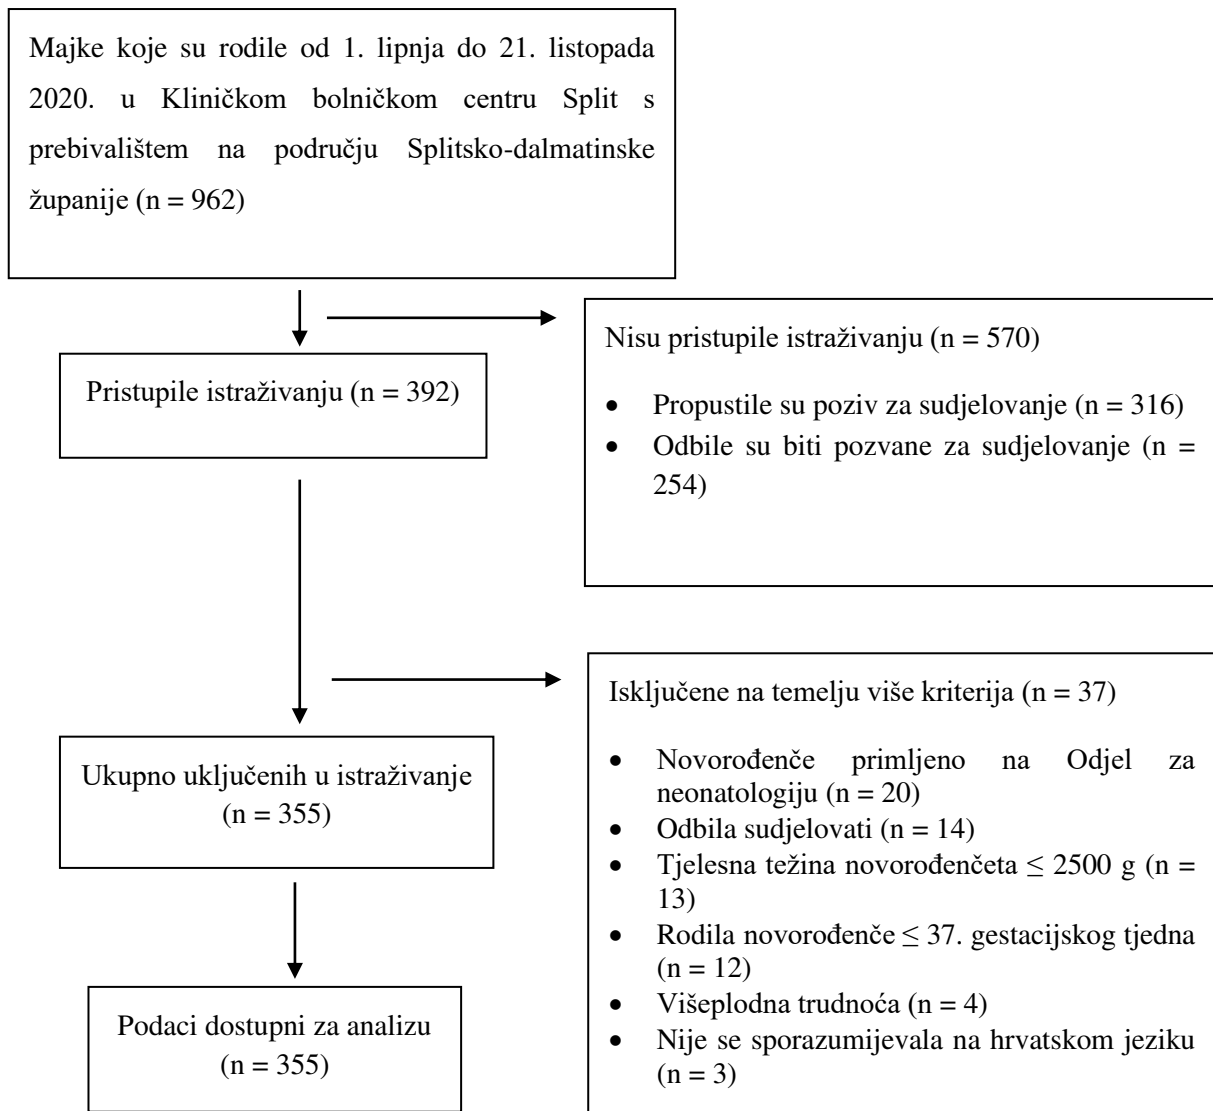 Majke koje su rodile od 1. lipnja do 21. listopada
2020. u Kliničkom bolničkom centru Split s
prebivalištem na području Splitsko-dalmatinske
županije (n = 962)
Nisu pristupile istraživanju (n = 570)
• Propustile su poziv za sudjelovanje (n = 316)
• Odbile su biti pozvane za sudjelovanje (n =
254)
Pristupile istraživanju (n = 392)
Isključene na temelju više kriterija (n = 37)
• Novorođenče primljeno na Odjel za
neonatologiju (n = 20)
• Odbila sudjelovati (n = 14)
• Tjelesna težina novorođenčeta ≤ 2500 g (n =
13)
• Rodila novorođenče ≤ 37. gestacijskog tjedna
(n = 12)
• Višeplodna trudnoća (n = 4)
• Nije se sporazumijevala na hrvatskom jeziku
(n = 3)
Ukupno uključenih u istraživanje
(n = 355)
Podaci dostupni za analizu
(n = 355)